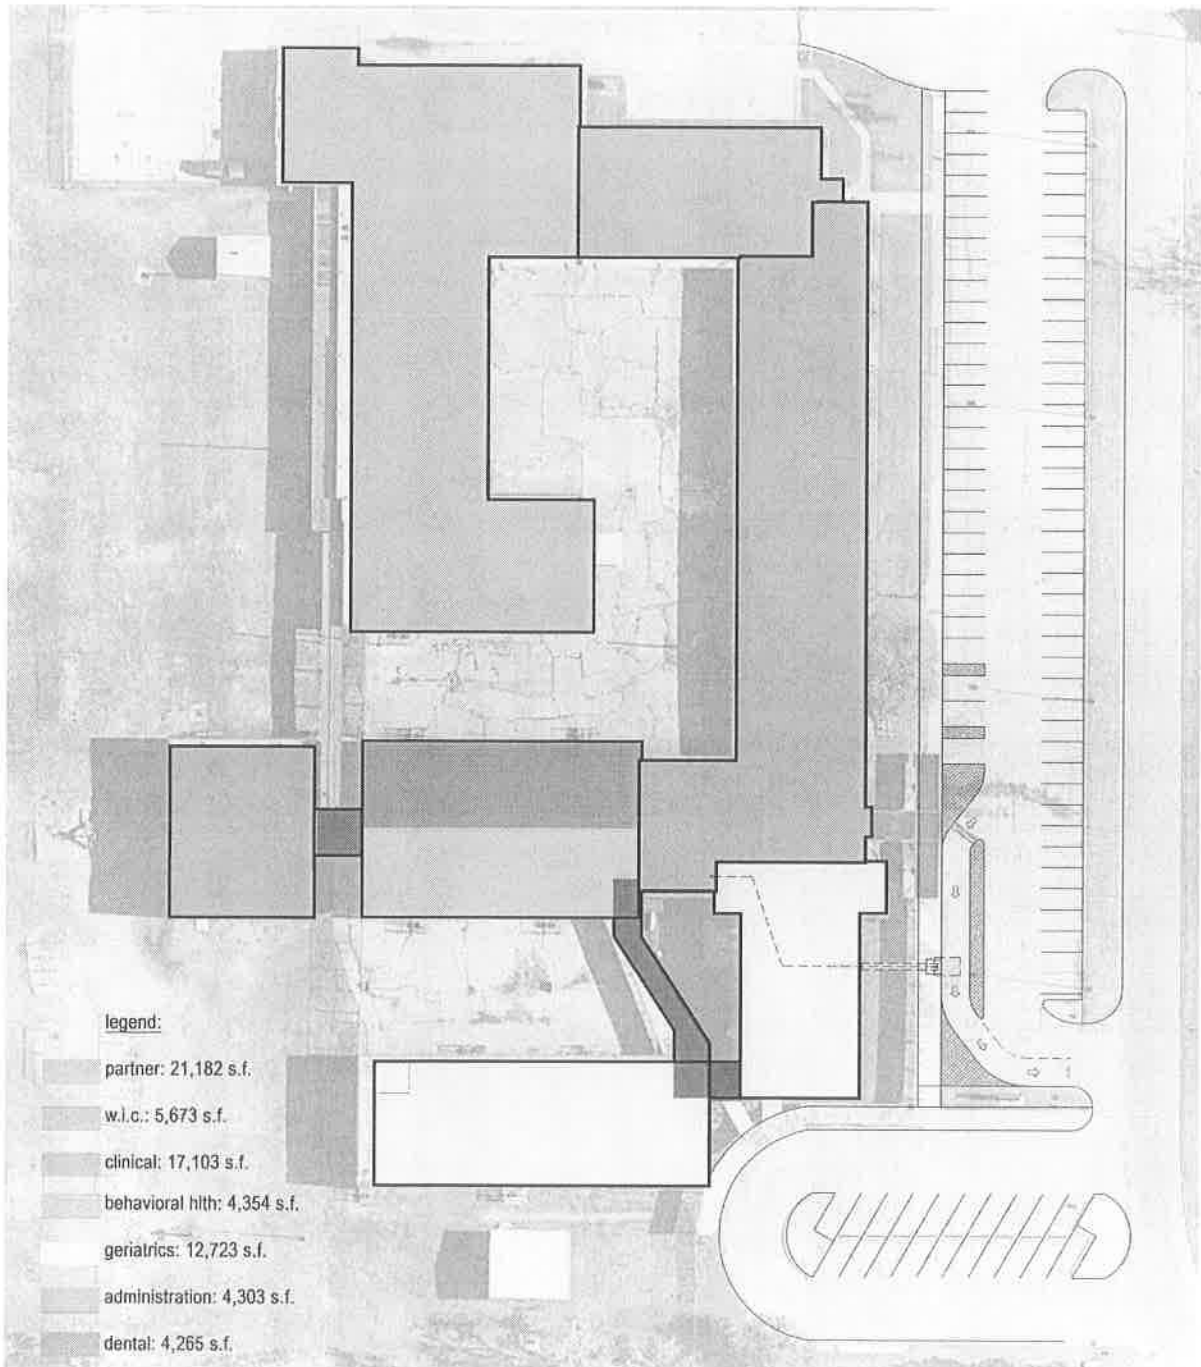 legend:
partner: 21,182 s.f.
w.i.c.: 5,673 s.f.
clinical: 17,103 s.f.
behavioral hlth: 4,354 s.f.
geriatrics: 12,723 s.f.
administration: 4,303 s.f.
dental: 4,265 s.f.